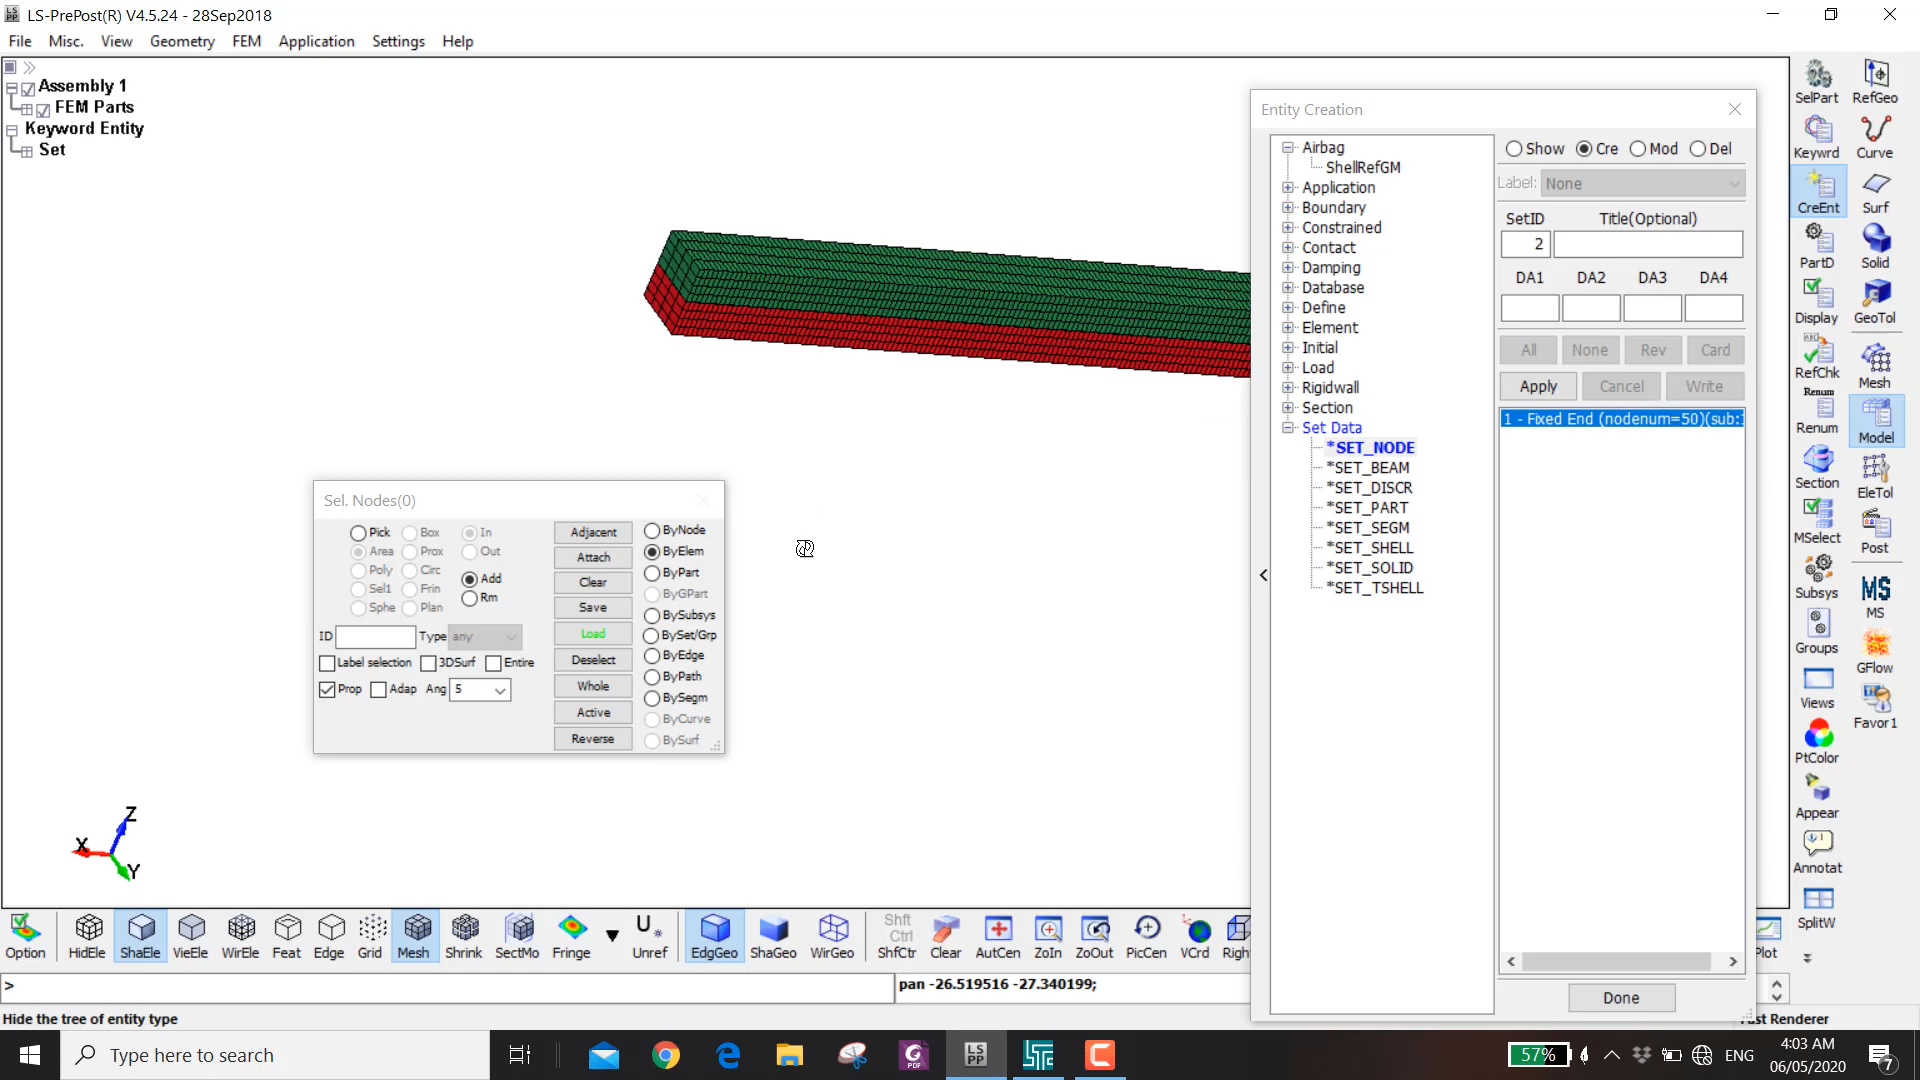 LS-PrePost(R) V4.5.24 - 28Sep2018
File Misc. View Geometry FEM Application Settings Help
Assembly 1
FEM Parts
Keyword Entity
Set
Entity Creation
Airbag
ShellRefGM
Application
Boundary
Constrained
Contact
Damping
Database
Define
Element
Initial
Load
Rigidwall
Section
Set Data
*SET_NODE
*SET_BEAM
*SET_DISCR
*SET_PART
*SET_SEGM
*SET_SHELL
*SET_SOLID
*SET_TSHELL
Show Cre Mod Del
Label: None
SetID Title(Optional)
2
DA1 DA2 DA3 DA4
All None Rev Card
Apply Cancel Write
1 - Fixed End (nodenum=50)(sub:
Done
Sel. Nodes(0)
Pick Box In
Area Prox Out
Poly Circ
Sel1 Frin Add
Sphe Plan Rm
ID Type any
Label selection 3DSurf Entire
Prop Adap Ang 5
Adjacent
Attach
Clear
Save
Load
Deselect
Whole
Active
Reverse
ByNode
ByElem
ByPart
ByGPart
BySubsys
BySet/Grp
ByEdge
ByPath
BySegm
ByCurve
BySurf
X Z Y
SelPart RefGeo
Keywrd Curve
CreEnt Surf
PartD Solid
Display GeoTol
RefChk Mesh
Renum
Renum Model
Section EleTol
MSelect Post
Subsys MS
MS
Groups GFlow
Views Favor1
PtColor
Appear
Annotat
SplitW
Option HidEle ShaEle VieEle WirEle Feat Edge Grid Mesh Shrink SectMo Fringe Unref EdgGeo ShaGeo WirGeo ShfCtr Clear AutCen ZoIn ZoOut PicCen VCrd Righ Plot
Shft
Ctrl
>
pan -26.519516 -27.340199;
Hide the tree of entity type
st Renderer
Type here to search
LS
PP
57%
ENG
4:03 AM
06/05/2020
7